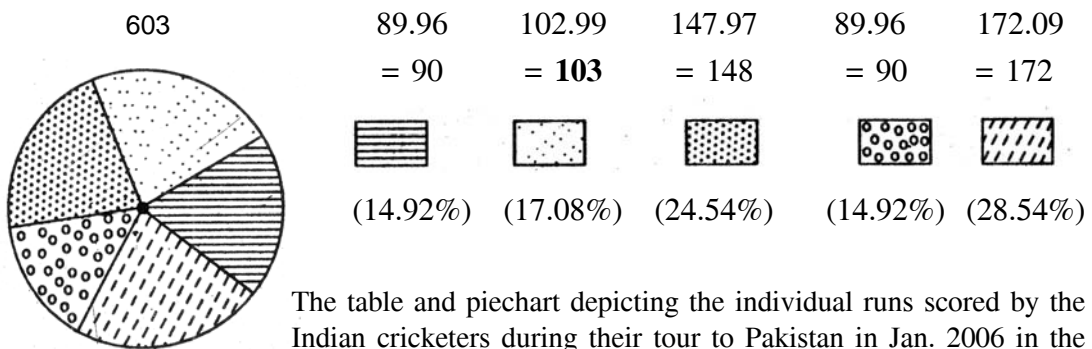 603 89.96 102.99 147.97 89.96 172.09
= 90 = 103 = 148 = 90 = 172
(14.92%) (17.08%) (24.54%) (14.92%) (28.54%)
The table and piechart depicting the individual runs scored by the
Indian cricketers during their tour to Pakistan in Jan. 2006 in the